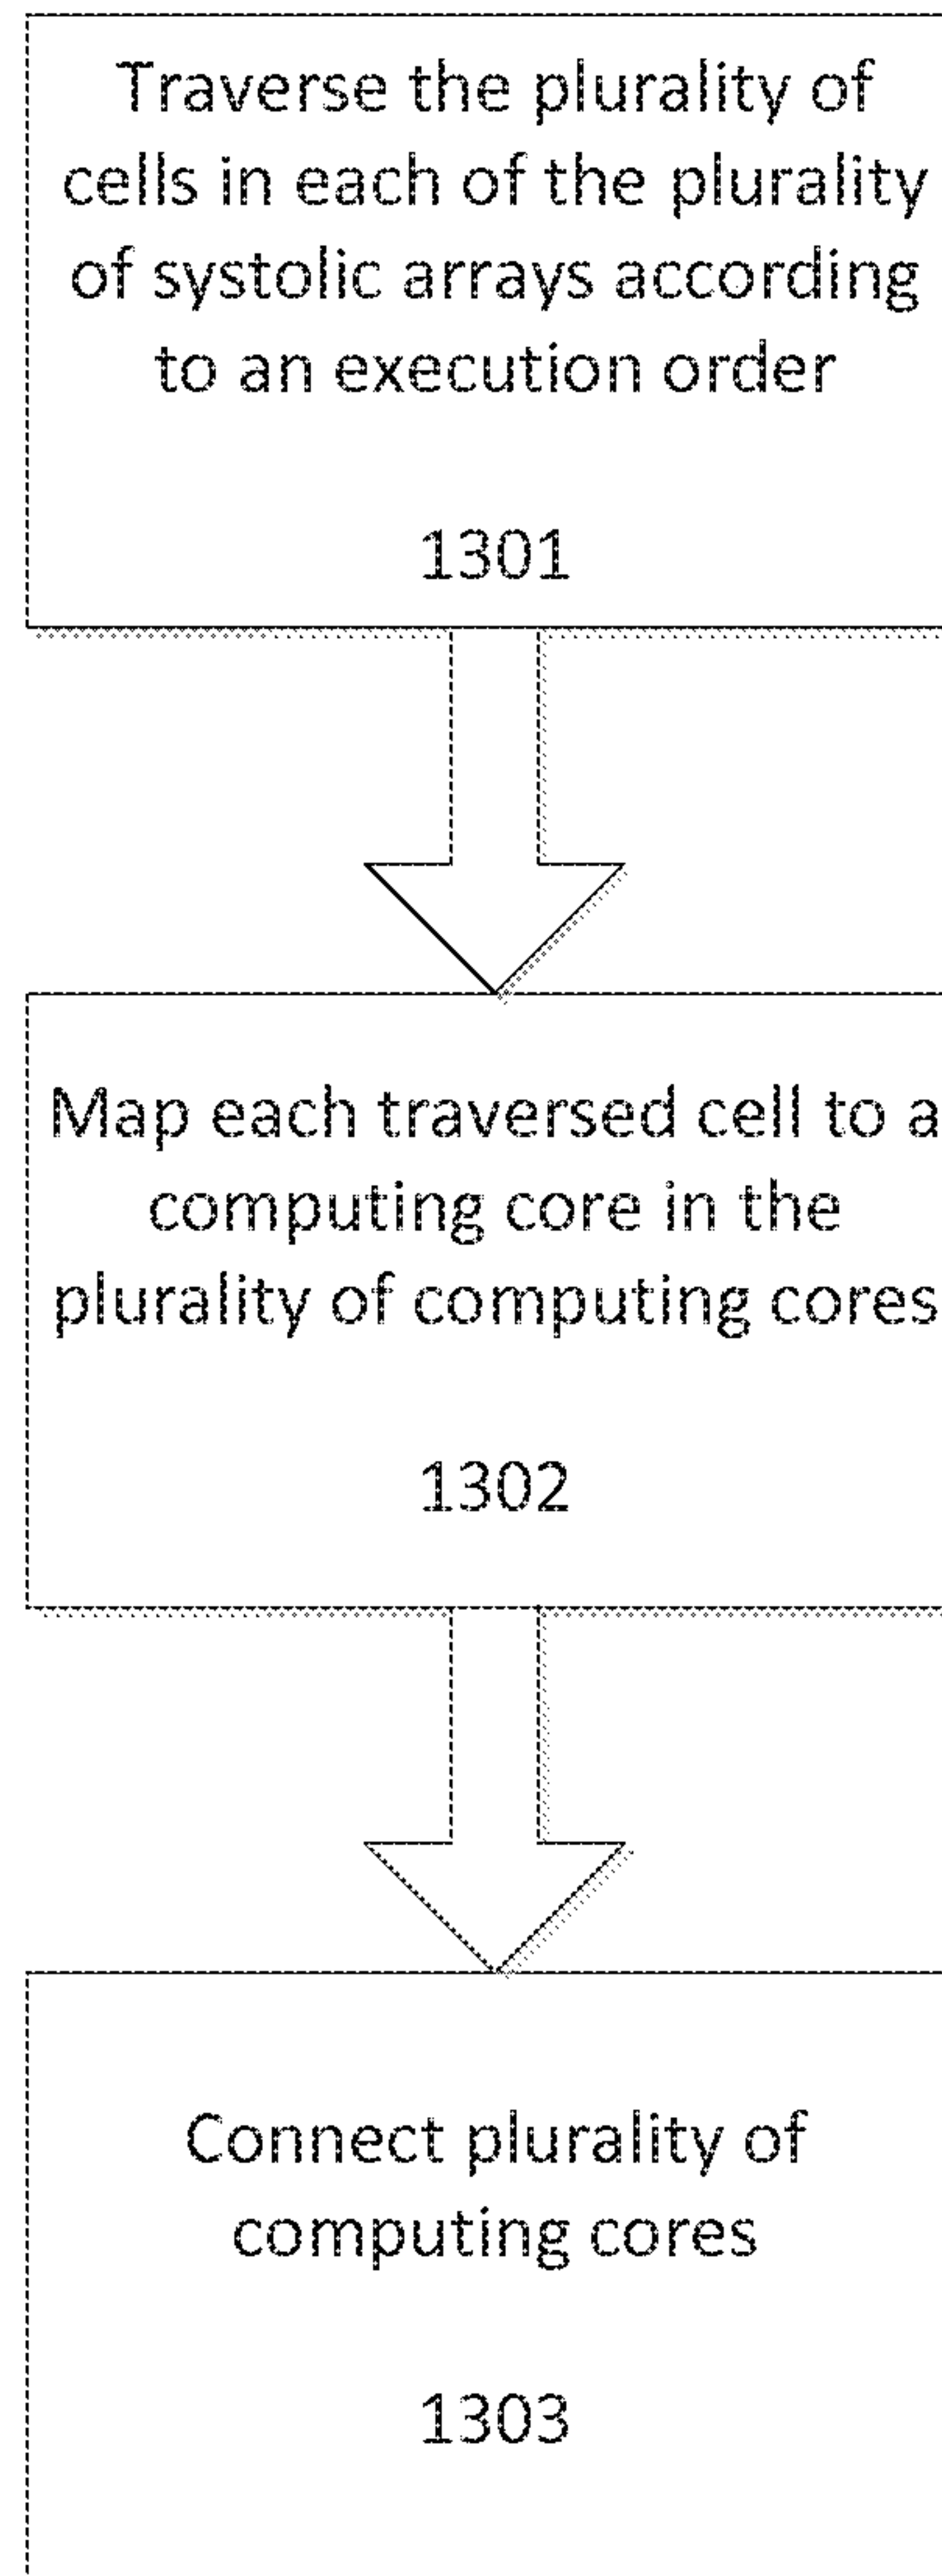 Traverse the plurality of
cells in each of the plurality
of systolic arrays according
to an execution order
1301
Map each traversed cell to a
computing core in the
plurality of computing cores
1302
Connect plurality of
computing cores
1303